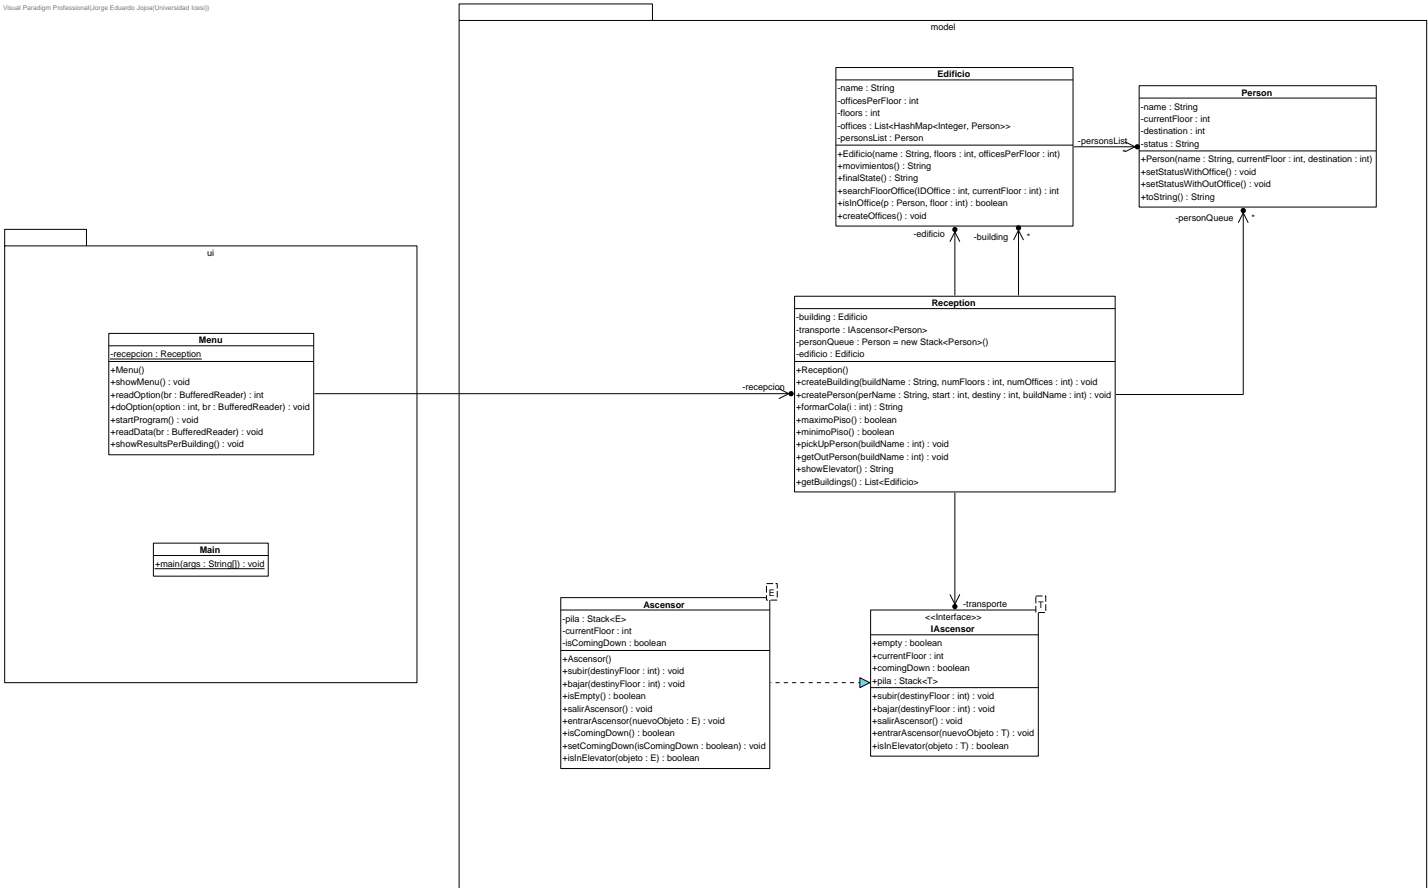 Visual Paradigm Professional(Jorge Eduardo Jojoa(Universidad Icesi))
model
Edificio
-name : String
-officesPerFloor : int
-floors : int
-offices : List<HashMap<Integer, Person>>
-personsList : Person
+Edificio(name : String, floors : int, officesPerFloor : int)
+movimientos() : String
+finalState() : String
+searchFloorOffice(IDOffice : int, currentFloor : int) : int
+isInOffice(p : Person, floor : int) : boolean
+createOffices() : void
-personsList
Person
-name : String
-currentFloor : int
-destination : int
-status : String
+Person(name : String, currentFloor : int, destination : int)
+setStatusWithOffice() : void
+setStatusWithOutOffice() : void
+toString() : String
-personQueue
*
-edificio
-building
*
ui
Menu
-recepcion : Reception
+Menu()
+showMenu() : void
+readOption(br : BufferedReader) : int
+doOption(option : int, br : BufferedReader) : void
+startProgram() : void
+readData(br : BufferedReader) : void
+showResultsPerBuilding() : void
-recepcion
Reception
-building : Edificio
-transporte : IAscensor<Person>
-personQueue : Person = new Stack<Person>()
-edificio : Edificio
+Reception()
+createBuilding(buildName : String, numFloors : int, numOffices : int) : void
+createPerson(perName : String, start : int, destiny : int, buildName : int) : void
+formarCola(i : int) : String
+maximoPiso() : boolean
+minimoPiso() : boolean
+pickUpPerson(buildName : int) : void
+getOutPerson(buildName : int) : void
+showElevator() : String
+getBuildings() : List<Edificio>
Main
+main(args : String[]) : void
E
Ascensor
-pila : Stack<E>
-currentFloor : int
-isComingDown : boolean
+Ascensor()
+subir(destinyFloor : int) : void
+bajar(destinyFloor : int) : void
+isEmpty() : boolean
+salirAscensor() : void
+entrarAscensor(nuevoObjeto : E) : void
+isComingDown() : boolean
+setComingDown(isComingDown : boolean) : void
+isInElevator(objeto : E) : boolean
-transporte
T
<<Interface>>
IAscensor
+empty : boolean
+currentFloor : int
+comingDown : boolean
+pila : Stack<T>
+subir(destinyFloor : int) : void
+bajar(destinyFloor : int) : void
+salirAscensor() : void
+entrarAscensor(nuevoObjeto : T) : void
+isInElevator(objeto : T) : boolean